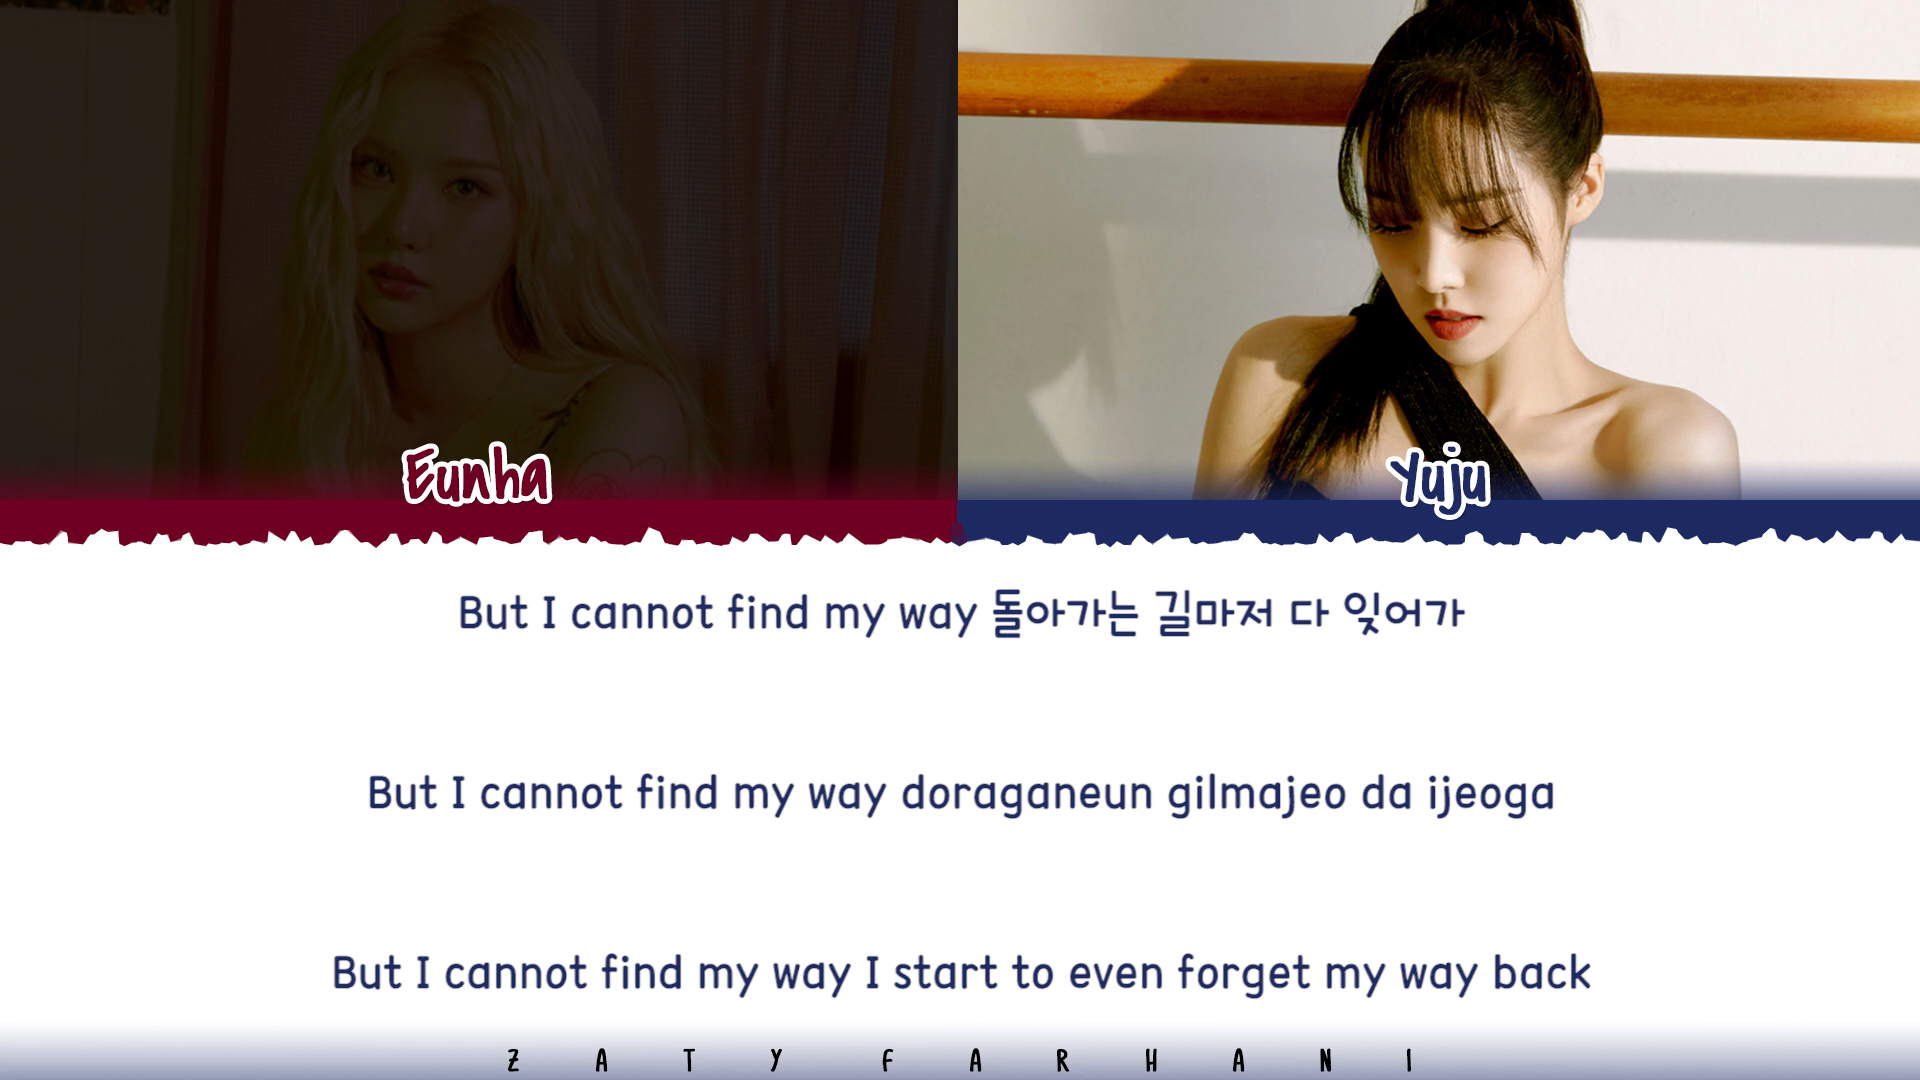 Eunha
Yuju
But I cannot find my way 돌아가는 길마저 다 잊어가
But I cannot find my way doraganeun gilmajeo da ijeoga
But I cannot find my way I start to even forget my way back
ZATY FARHANI